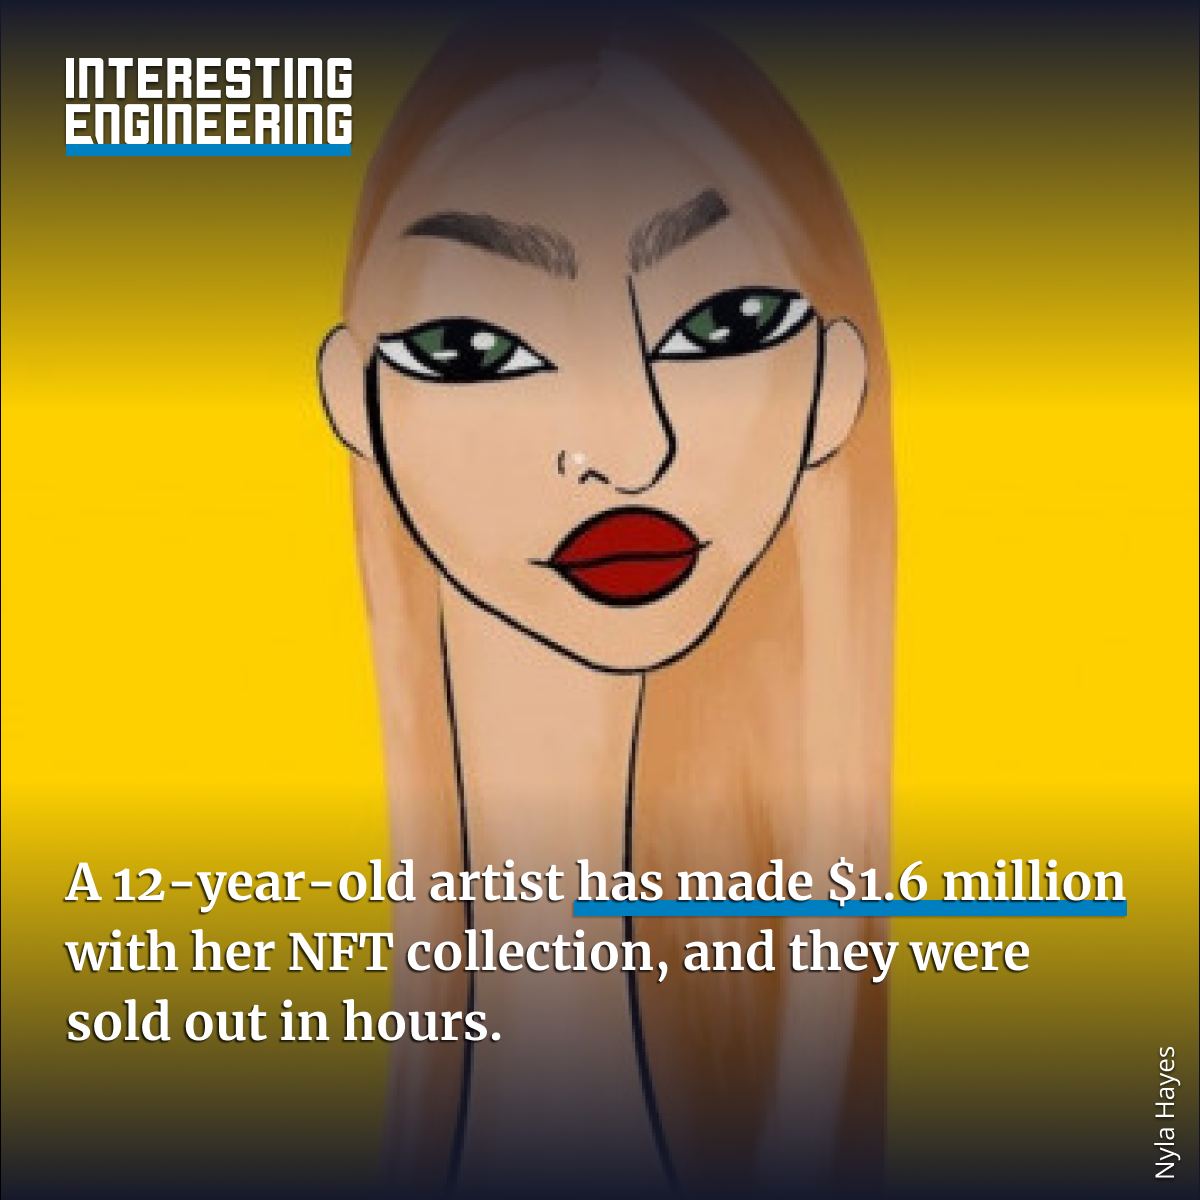 INTERESTING
ENGINEERING
A 12-year-old artist has made $1.6 million
with her NFT collection, and they were
sold out in hours.
Nyla Hayes